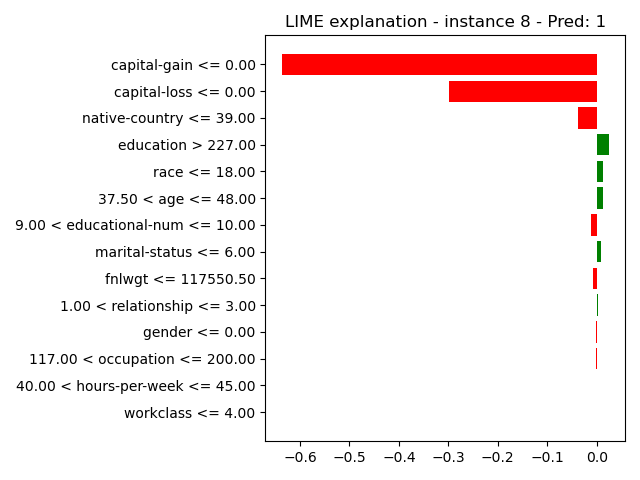 LIME explanation - instance 8 - Pred: 1
capital-gain <= 0.00
capital-loss <= 0.00
native-country <= 39.00
education > 227.00
race <= 18.00
37.50 < age <= 48.00
9.00 < educational-num <= 10.00
marital-status <= 6.00
fnlwgt <= 117550.50
1.00 < relationship <= 3.00
gender <= 0.00
117.00 < occupation <= 200.00
40.00 < hours-per-week <= 45.00
workclass <= 4.00
−0.6 −0.5 −0.4 −0.3 −0.2 −0.1 0.0